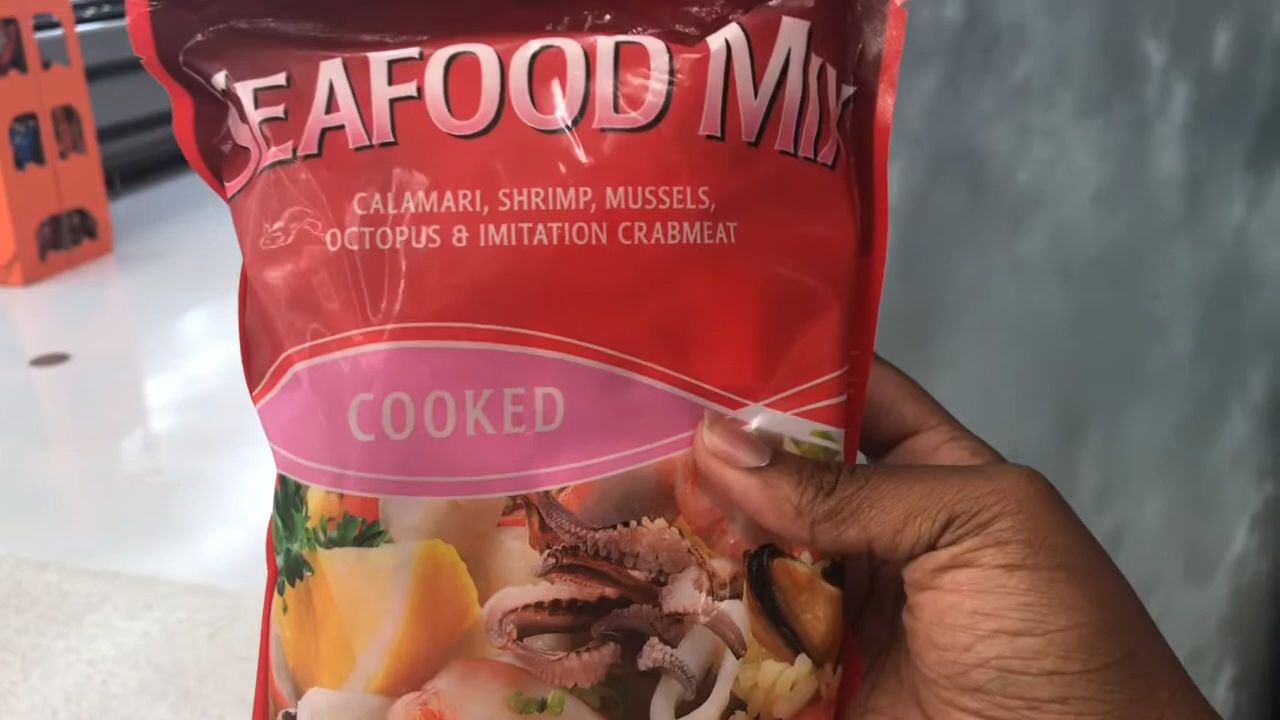 SEAFOOD MIX
CALAMARI, SHRIMP, MUSSELS,
OCTOPUS & IMITATION CRABMEAT
COOKED